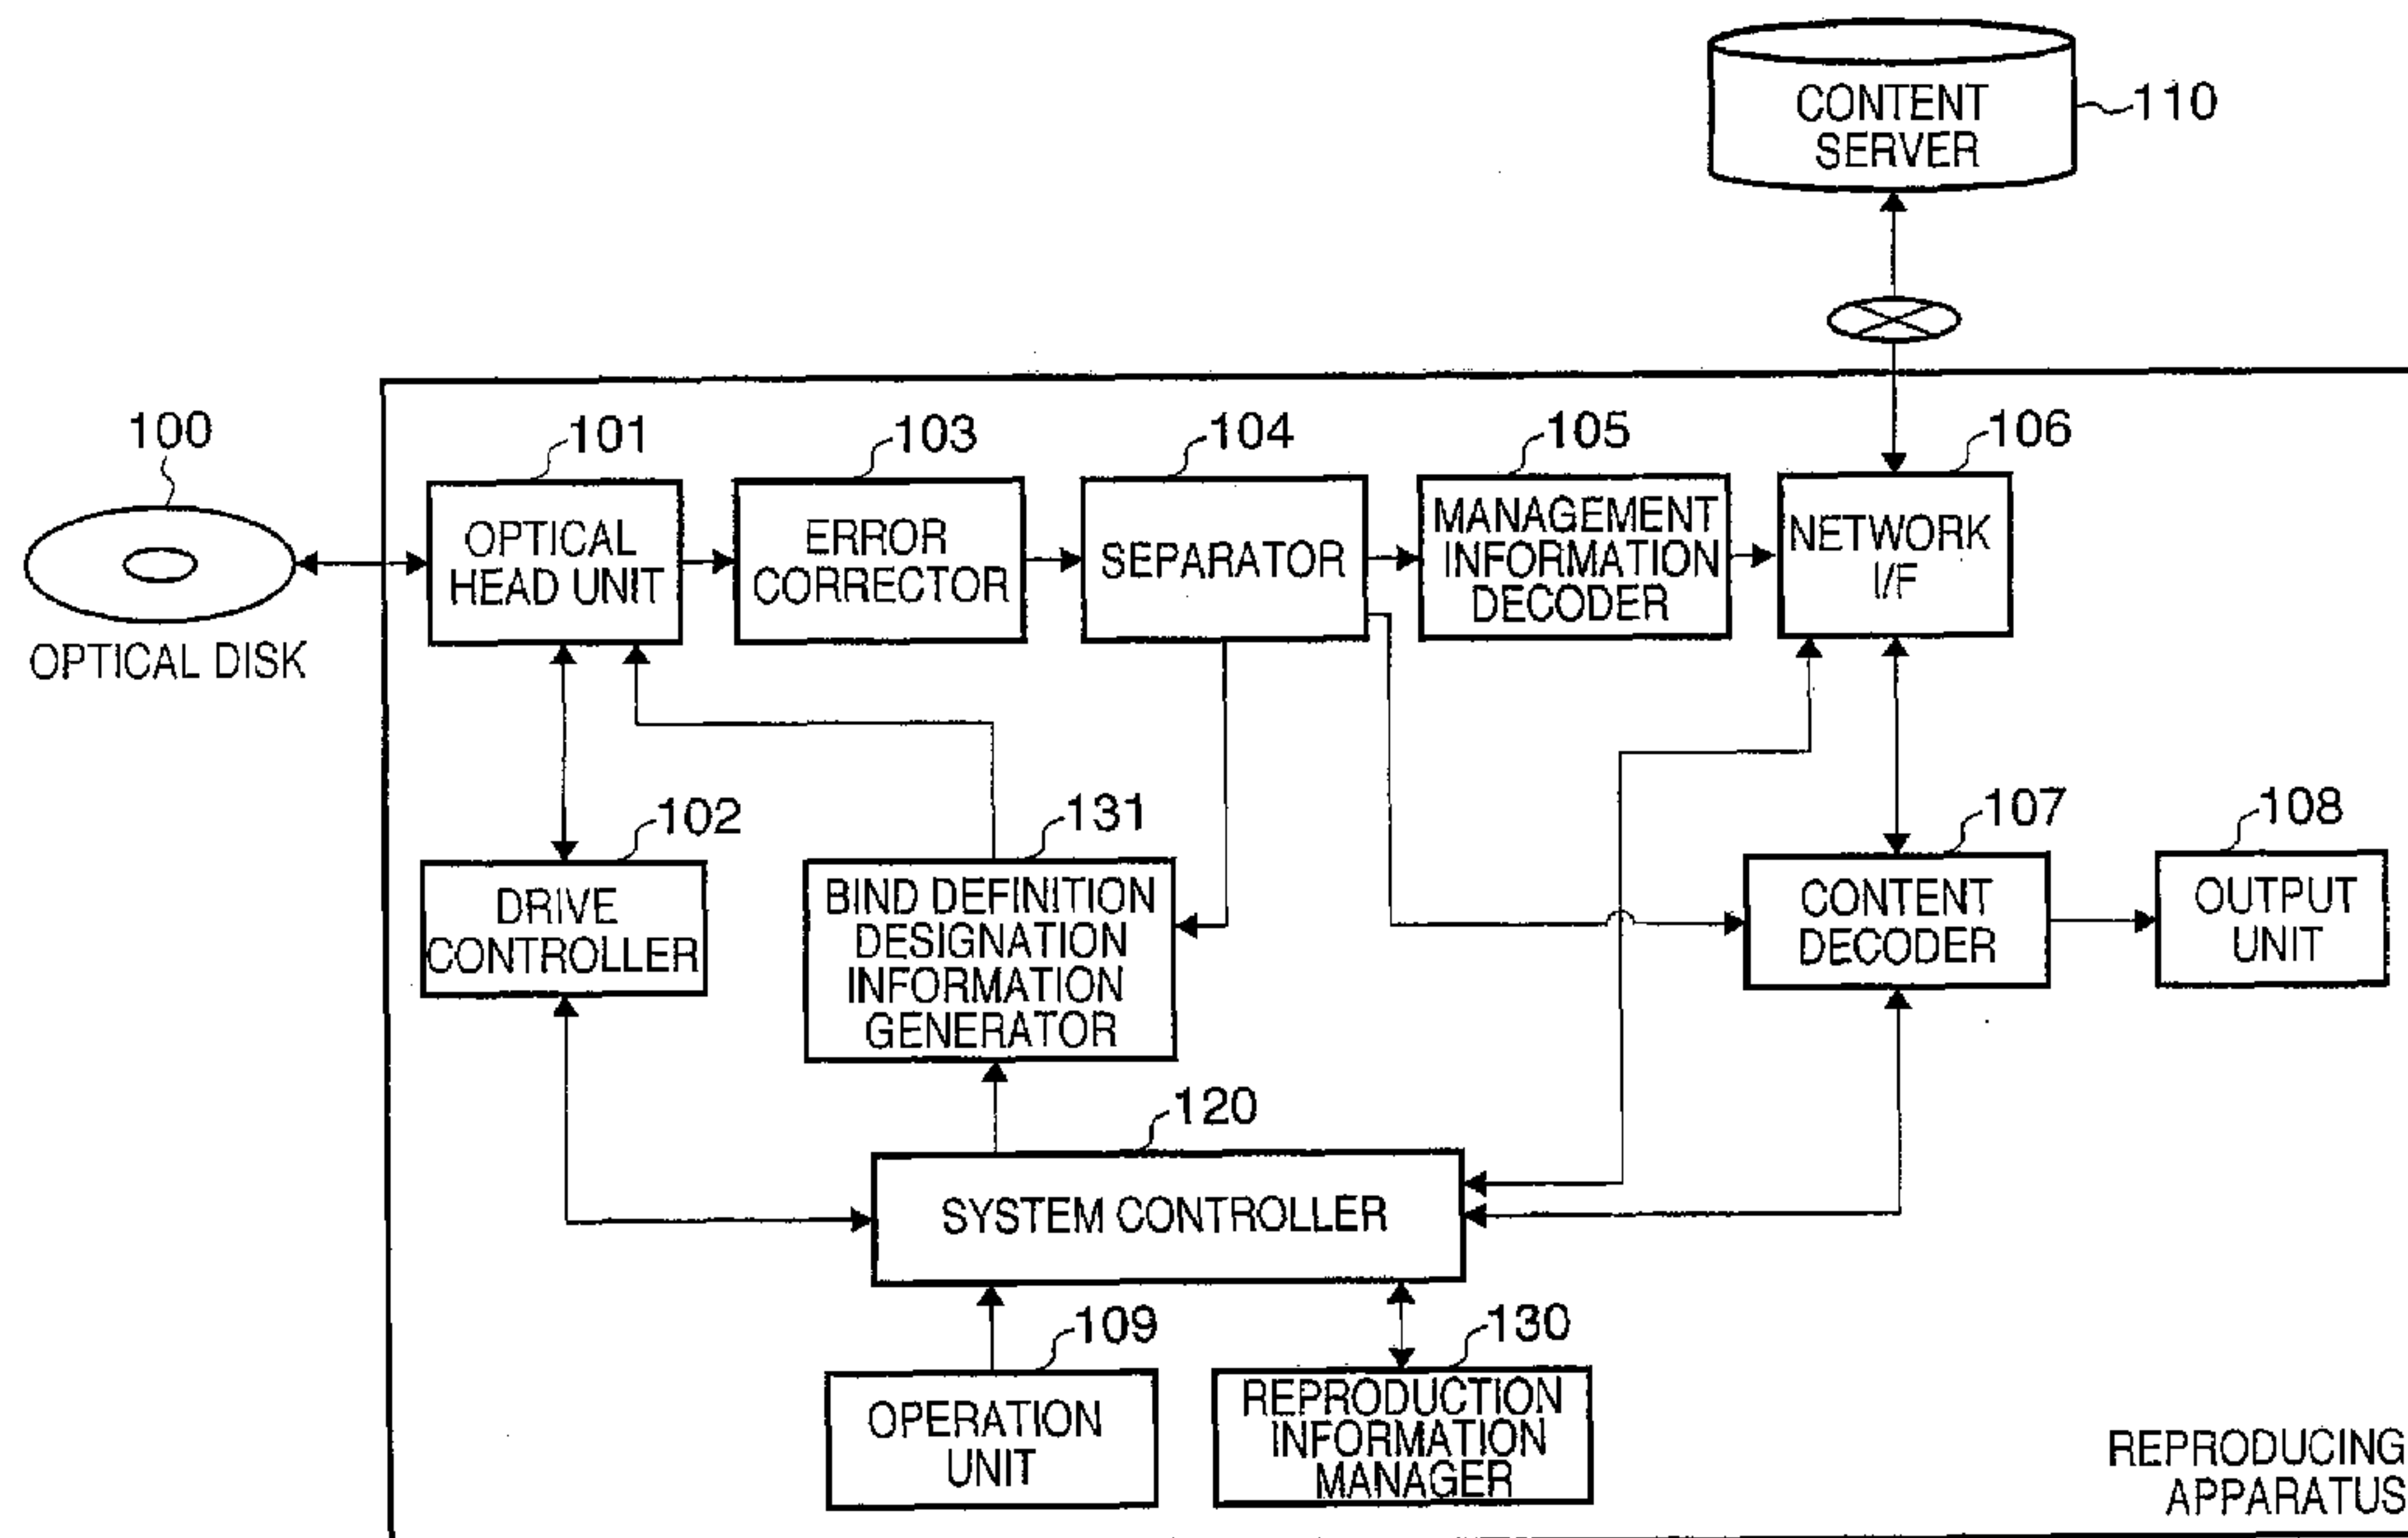 CONTENT
SERVER
110
100
OPTICAL DISK
101
OPTICAL
HEAD UNIT
103
ERROR
CORRECTOR
104
SEPARATOR
105
MANAGEMENT
INFORMATION
DECODER
106
NETWORK
I/F
102
DRIVE
CONTROLLER
131
BIND DEFINITION
DESIGNATION
INFORMATION
GENERATOR
107
CONTENT
DECODER
108
OUTPUT
UNIT
120
SYSTEM CONTROLLER
109
OPERATION
UNIT
130
REPRODUCTION
INFORMATION
MANAGER
REPRODUCING
APPARATUS